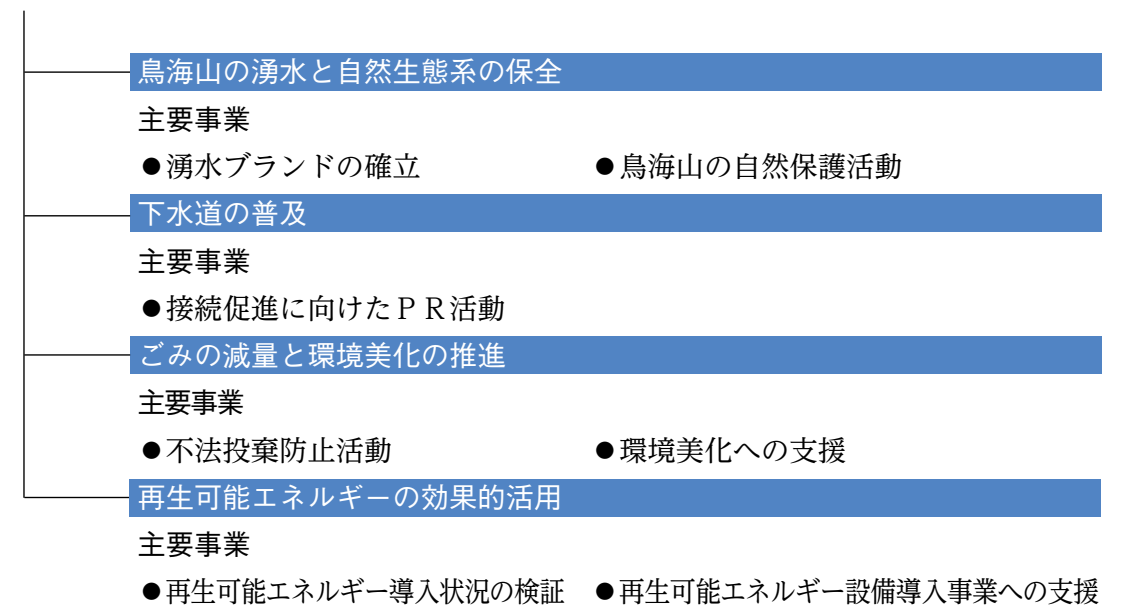 鳥海山の湧水と自然生態系の保全
主要事業
●湧水ブランドの確立 ●鳥海山の自然保護活動
下水道の普及
主要事業
●接続促進に向けたＰＲ活動
ごみの減量と環境美化の推進
主要事業
●不法投棄防止活動 ●環境美化への支援
再生可能エネルギーの効果的活用
主要事業
●再生可能エネルギー導入状況の検証 ●再生可能エネルギー設備導入事業への支援